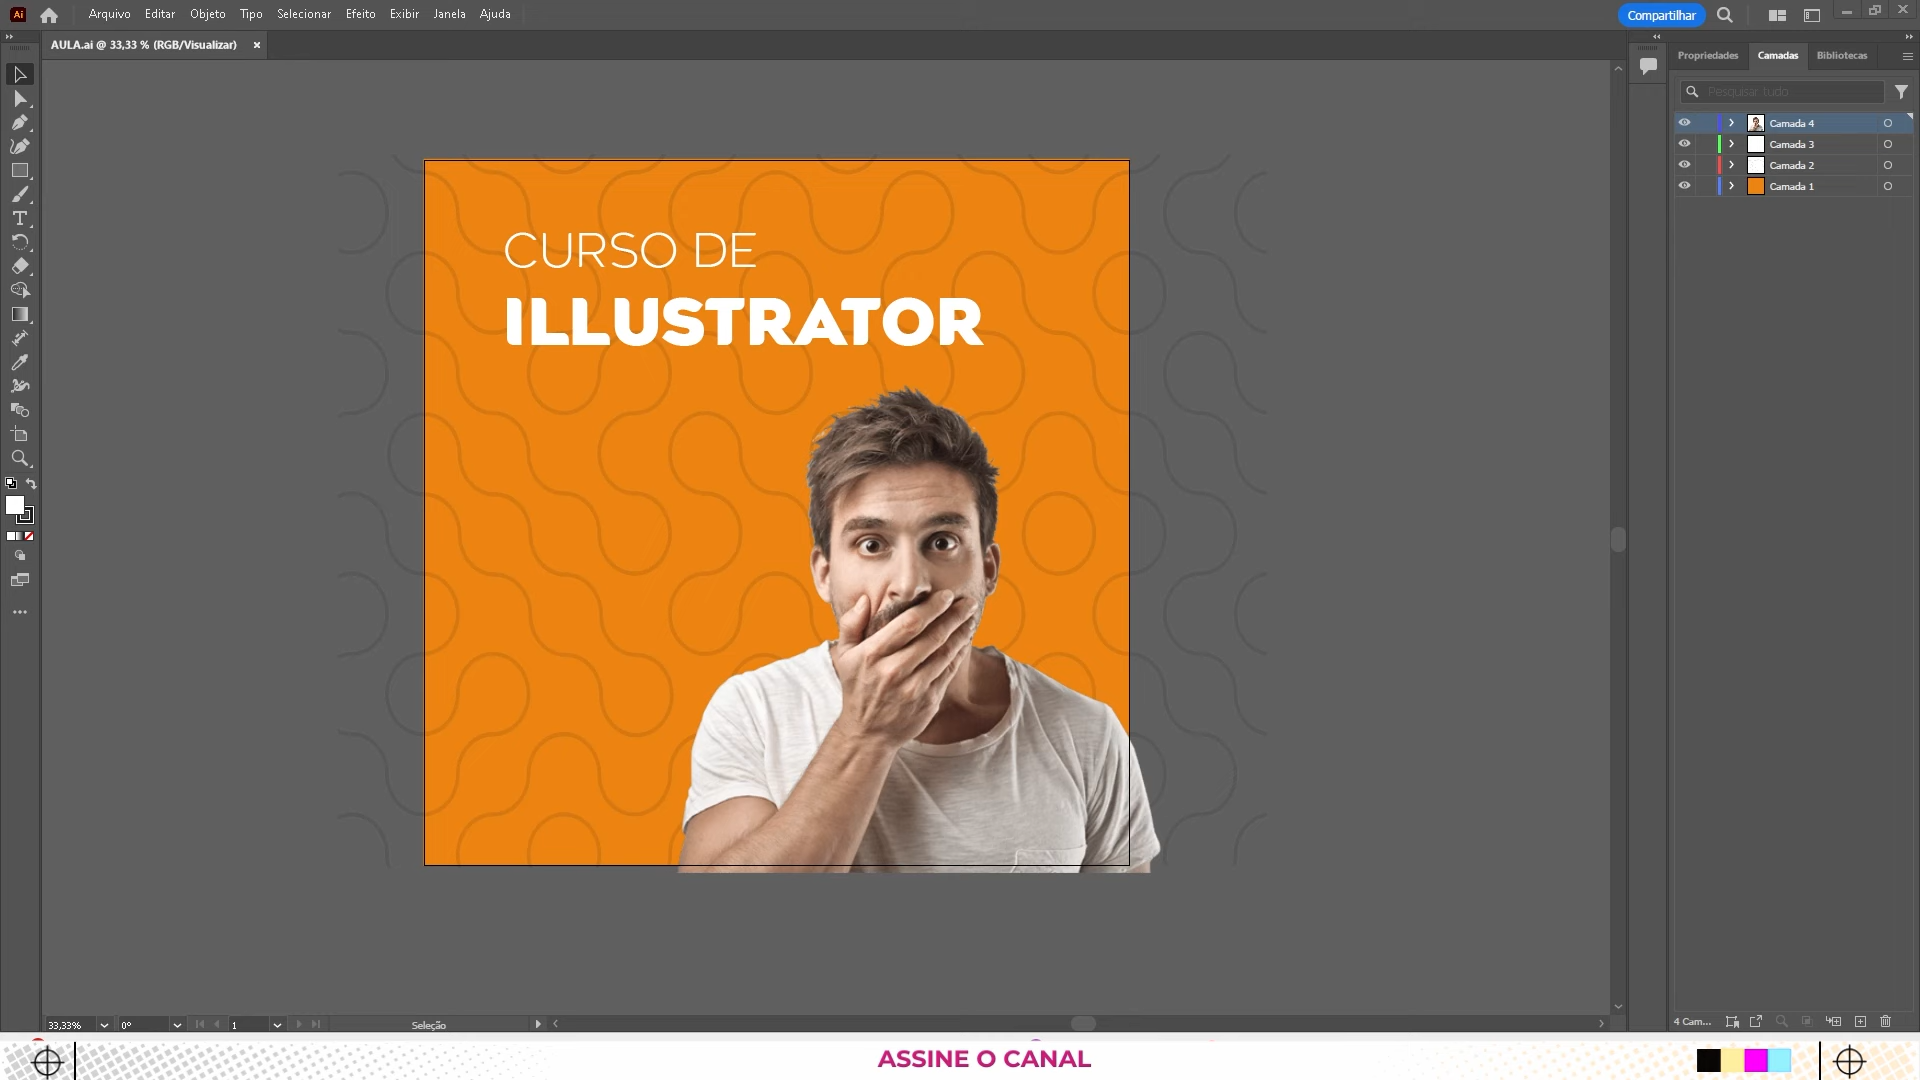 Ai
Arquivo Editar Objeto Tipo Selecionar Efeito Exibir Janela Ajuda
Compartilhar
AULA.ai @ 33,33 % (RGB/Visualizar)
Propriedades Camadas Bibliotecas
Pesquisar tudo
Camada 4
Camada 3
Camada 2
Camada 1
CURSO DE
ILLUSTRATOR
33,33% 0° 1 Seleção
4 Cam...
ASSINE O CANAL